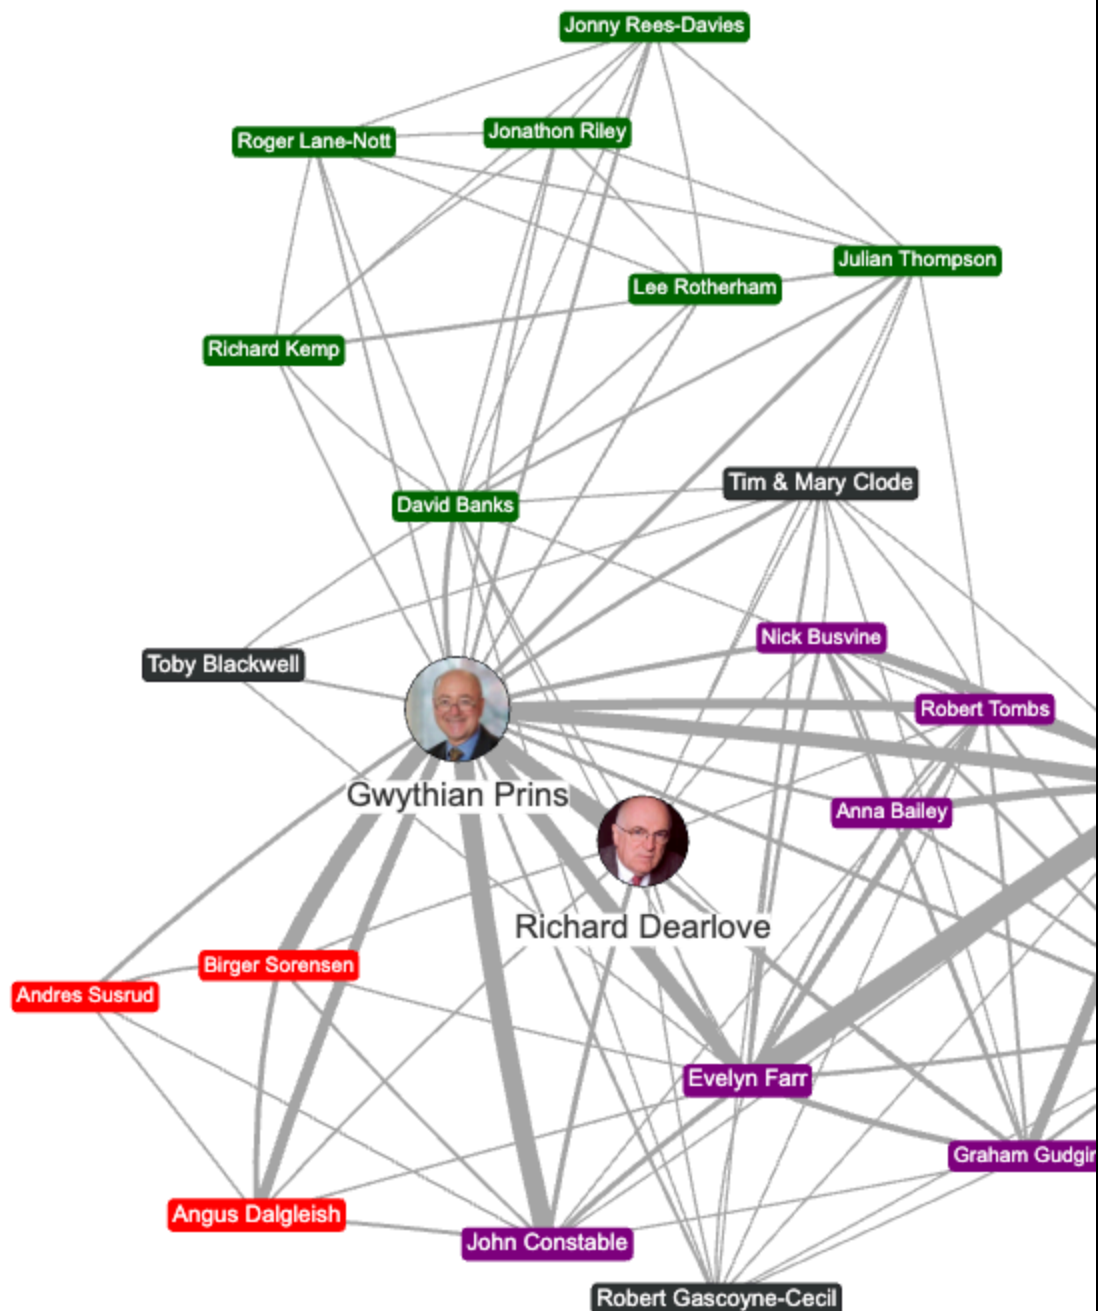 Jonny Rees-Davies
Jonathon Riley
Roger Lane-Nott
Julian Thompson
Lee Rotherham
Richard Kemp
Tim & Mary Clode
David Banks
Nick Busvine
Toby Blackwell
Robert Tombs
Gwythian Prins
Anna Bailey
Richard Dearlove
Birger Sorensen
Andres Susrud
Evelyn Farr
Graham Gudgin
Angus Dalgleish
John Constable
Robert Gascoyne-Cecil